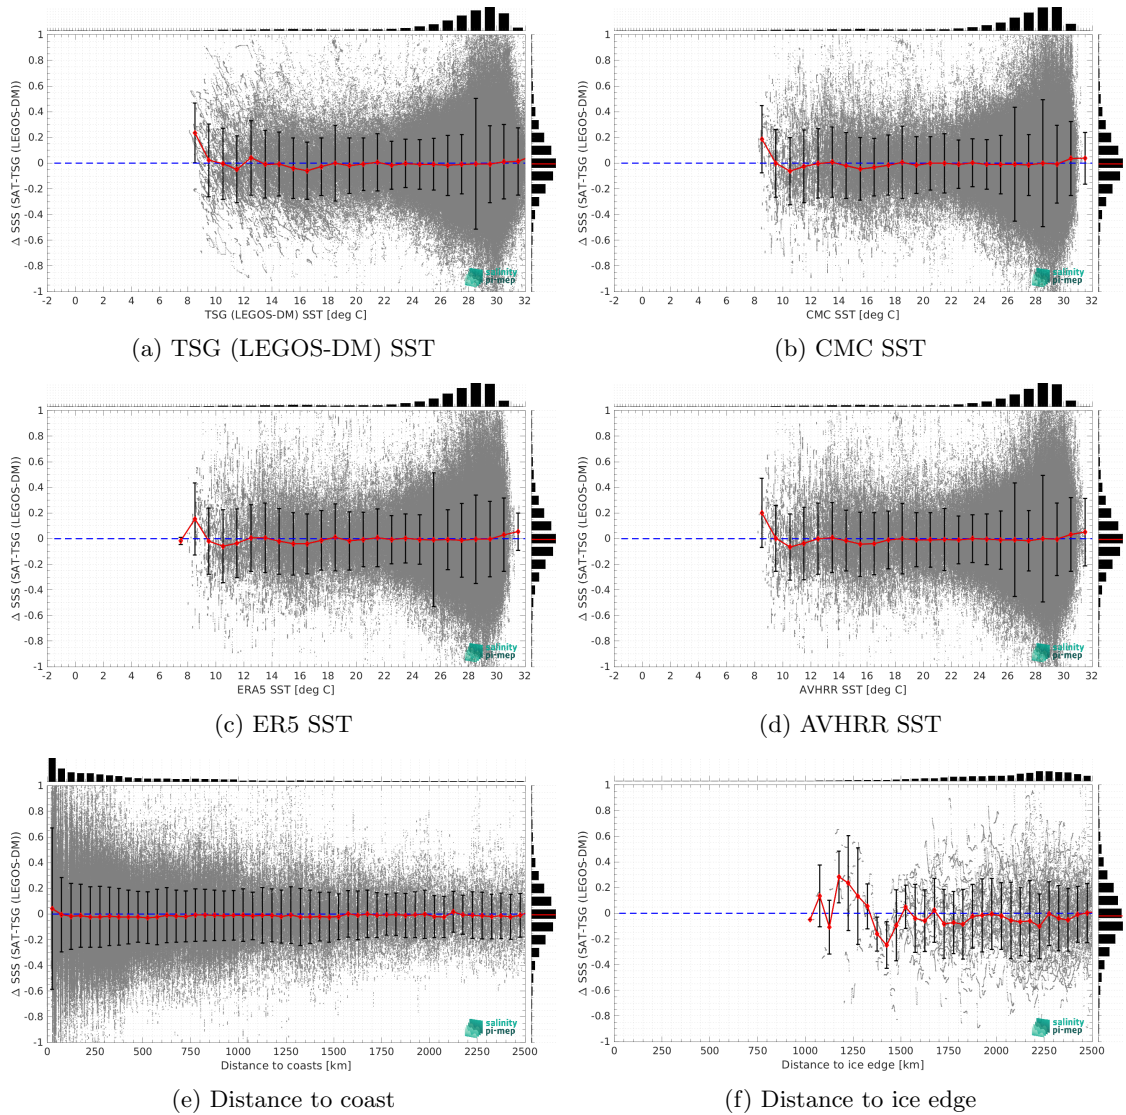 1
0.8
0.6
0.4
0.2
0
-0.2
-0.4
-0.6
-0.8
-1
Δ SSS (SAT-TSG (LEGOS-DM))
-2 0 2 4 6 8 10 12 14 16 18 20 22 24 26 28 30 32
TSG (LEGOS-DM) SST [deg C]
salinity
pi-mep
(a) TSG (LEGOS-DM) SST
1
0.8
0.6
0.4
0.2
0
-0.2
-0.4
-0.6
-0.8
-1
Δ SSS (SAT-TSG (LEGOS-DM))
-2 0 2 4 6 8 10 12 14 16 18 20 22 24 26 28 30 32
CMC SST [deg C]
salinity
pi-mep
(b) CMC SST
1
0.8
0.6
0.4
0.2
0
-0.2
-0.4
-0.6
-0.8
-1
Δ SSS (SAT-TSG (LEGOS-DM))
-2 0 2 4 6 8 10 12 14 16 18 20 22 24 26 28 30 32
ERA5 SST [deg C]
salinity
pi-mep
(c) ER5 SST
1
0.8
0.6
0.4
0.2
0
-0.2
-0.4
-0.6
-0.8
-1
Δ SSS (SAT-TSG (LEGOS-DM))
-2 0 2 4 6 8 10 12 14 16 18 20 22 24 26 28 30 32
AVHRR SST [deg C]
salinity
pi-mep
(d) AVHRR SST
1
0.8
0.6
0.4
0.2
0
-0.2
-0.4
-0.6
-0.8
-1
Δ SSS (SAT-TSG (LEGOS-DM))
0 250 500 750 1000 1250 1500 1750 2000 2250 2500
Distance to coasts [km]
salinity
pi-mep
(e) Distance to coast
1
0.8
0.6
0.4
0.2
0
-0.2
-0.4
-0.6
-0.8
-1
Δ SSS (SAT-TSG (LEGOS-DM))
0 250 500 750 1000 1250 1500 1750 2000 2250 2500
Distance to ice edge [km]
salinity
pi-mep
(f) Distance to ice edge